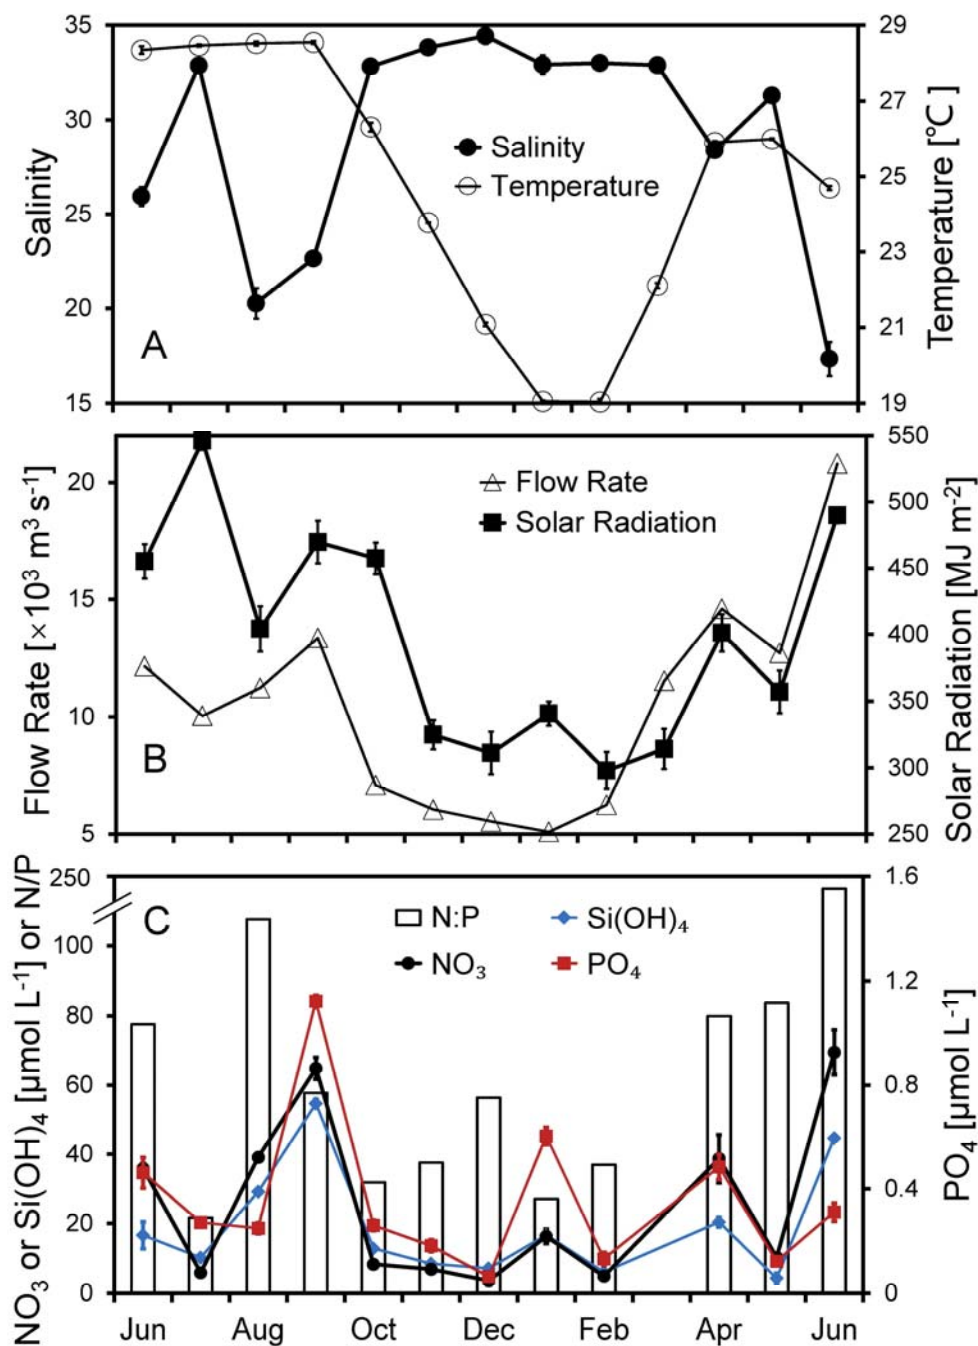 35
30
25
20
15
Salinity
29
27
25
23
21
19
Temperature [℃]
Salinity
Temperature
A
20
15
10
5
Flow Rate [×10³ m³ s⁻¹]
550
500
450
400
350
300
250
Solar Radiation [MJ m⁻²]
Flow Rate
Solar Radiation
B
250
100
80
60
40
20
0
NO₃ or Si(OH)₄ [µmol L⁻¹] or N/P
1.6
1.2
0.8
0.4
0
PO₄ [µmol L⁻¹]
C
N:P
Si(OH)₄
NO₃
PO₄
Jun Aug Oct Dec Feb Apr Jun